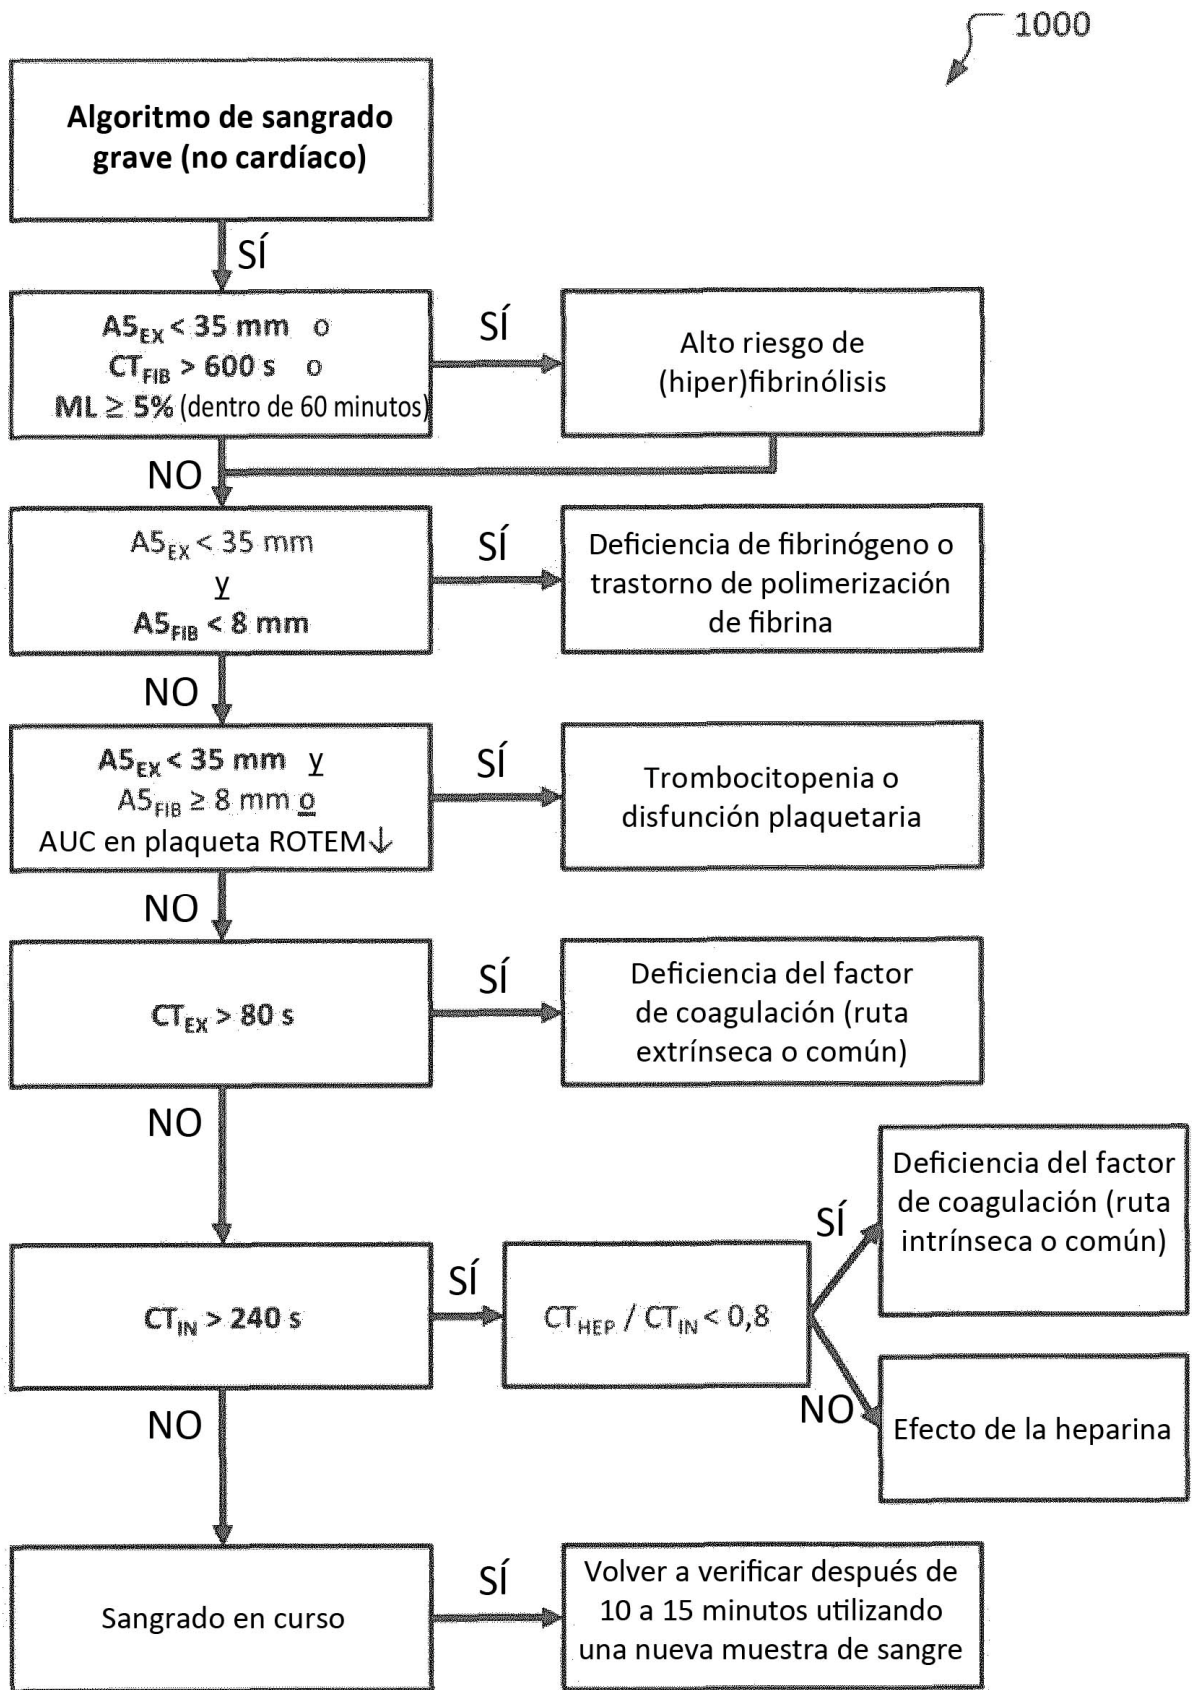 1000
Algoritmo de sangrado
grave (no cardíaco)
SÍ
A5EX < 35 mm o
CTFIB > 600 s o
ML ≥ 5% (dentro de 60 minutos)
SÍ
Alto riesgo de
(hiper)fibrinólisis
NO
A5EX < 35 mm
y
A5FIB < 8 mm
SÍ
Deficiencia de fibrinógeno o
trastorno de polimerización
de fibrina
NO
A5EX < 35 mm y
A5FIB ≥ 8 mm o
AUC en plaqueta ROTEM↓
SÍ
Trombocitopenia o
disfunción plaquetaria
NO
CTEX > 80 s
SÍ
Deficiencia del factor
de coagulación (ruta
extrínseca o común)
NO
CTIN > 240 s
SÍ
CTHEP / CTIN < 0,8
SÍ
Deficiencia del factor
de coagulación (ruta
intrínseca o común)
NO
Efecto de la heparina
NO
Sangrado en curso
SÍ
Volver a verificar después de
10 a 15 minutos utilizando
una nueva muestra de sangre